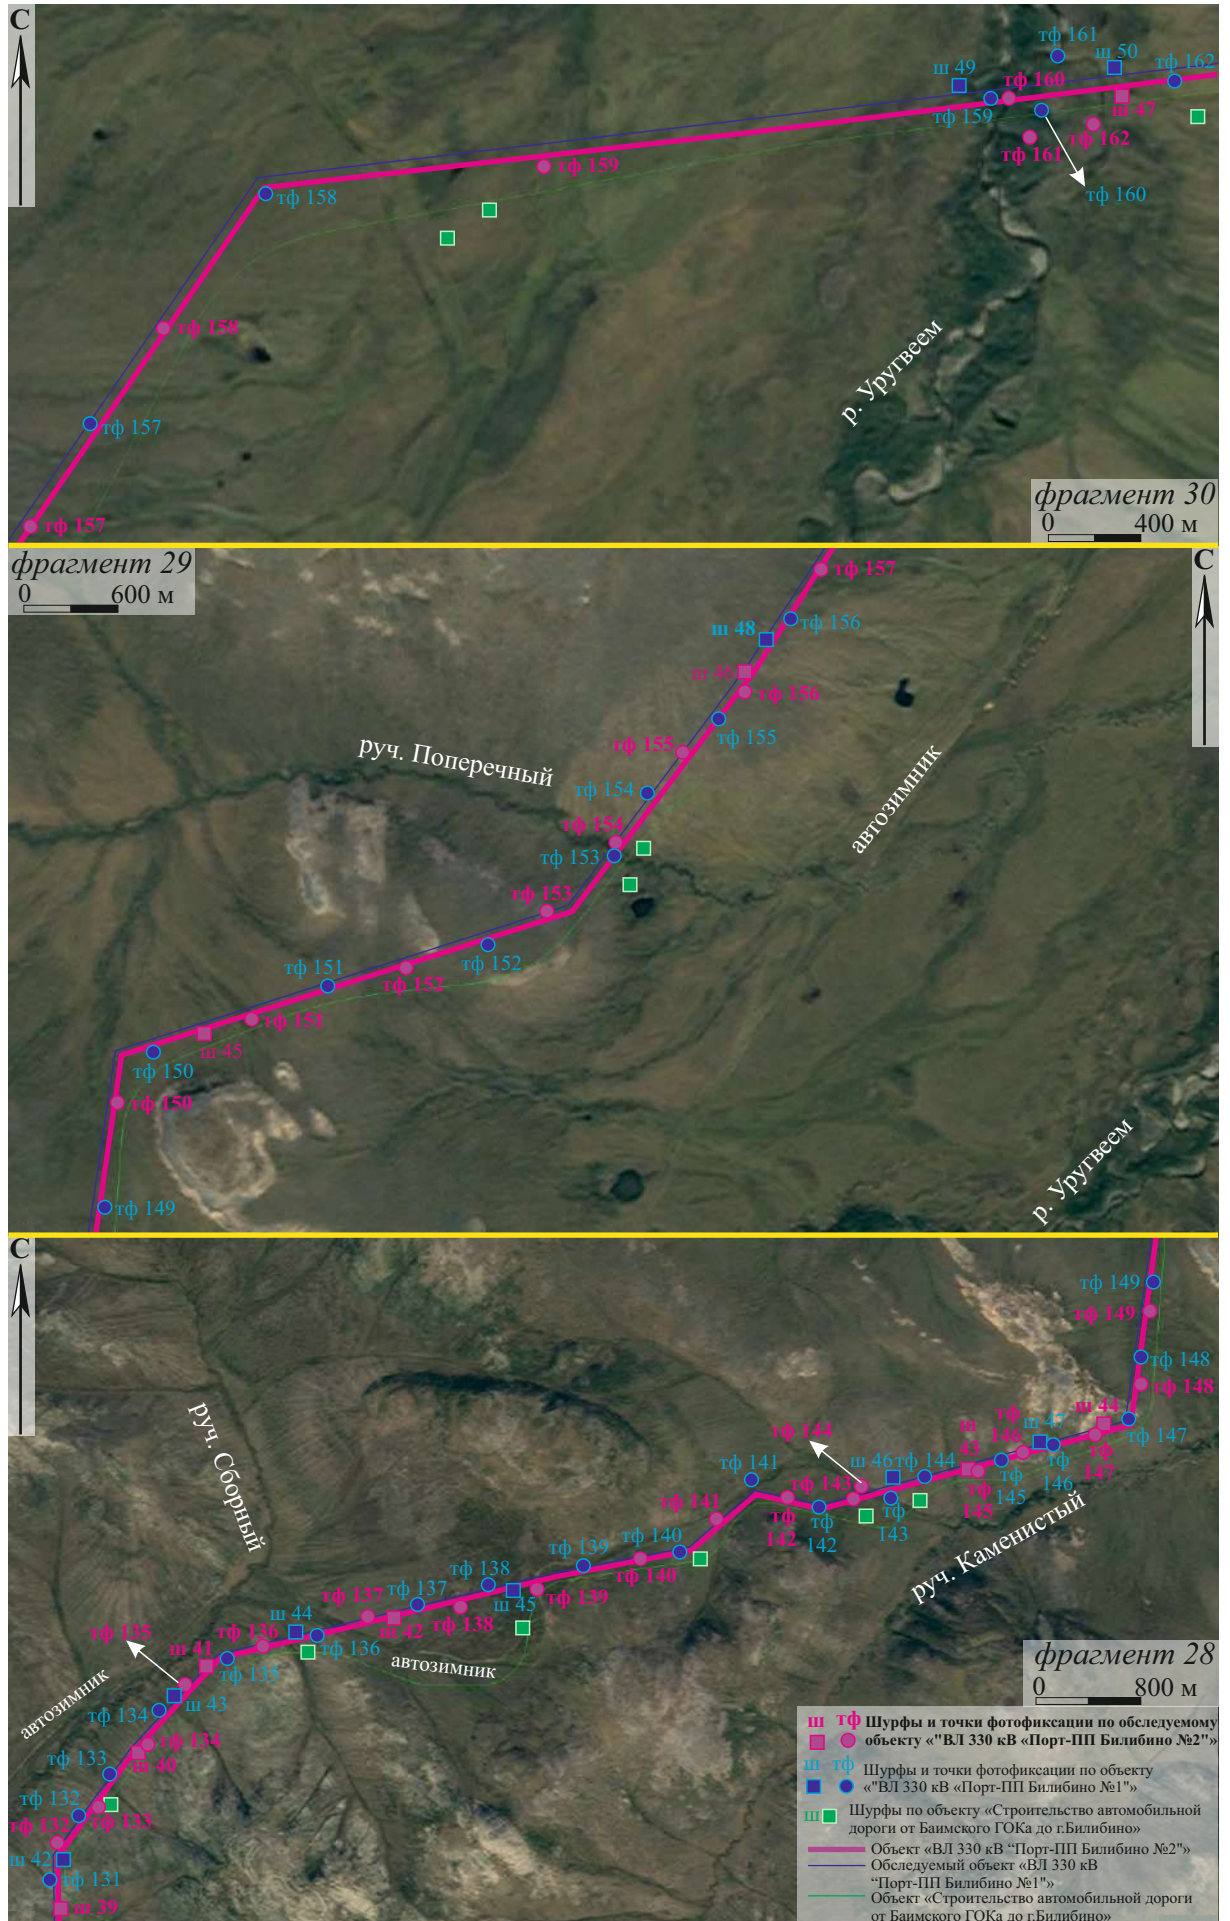 С
тф 161
ш 50
ш 49
тф 162
тф 160
тф 159
ш 47
тф 162
тф 161
тф 159
тф 160
тф 158
тф 158
р. Уругвеем
тф 157
тф 157
фрагмент 30
0 400 м
фрагмент 29
0 600 м
С
тф 157
тф 156
ш 48
ш 46
тф 156
тф 155
тф 155
руч. Поперечный
автозимник
тф 154
тф 154
тф 153
тф 153
тф 152
тф 151
тф 152
тф 151
ш 45
тф 150
тф 150
р. Уругвеем
тф 149
С
тф 149
тф 149
тф 148
тф 148
ш 44
тф 147
тф
147
ш 47
тф
146
тф
146
ш
43
тф
145
тф
145
тф 144
тф 144
ш 46
тф 143
тф
143
тф 141
тф
142
тф
142
тф 141
руч. Сборный
руч. Каменистый
тф 140
тф 139
тф 140
тф 138
тф 139
ш 45
тф 137
тф 137
тф 138
ш 42
ш 44
тф 136
тф 136
автозимник
тф 135
ш 41
тф 135
автозимник
ш 43
тф 134
тф 134
ш 40
тф 133
тф 132
тф 133
тф 132
ш 42
тф 131
ш 39
фрагмент 28
0 800 м
ш тф Шурфы и точки фотофиксации по обследуемому
объекту «"ВЛ 330 кВ «Порт-ПП Билибино №2"»
ш тф Шурфы и точки фотофиксации по объекту
«"ВЛ 330 кВ «Порт-ПП Билибино №1"»
ш Шурфы по объекту «Строительство автомобильной
дороги от Баимского ГОКа до г.Билибино»
Объект «ВЛ 330 кВ “Порт-ПП Билибино №2"»
Обследуемый объект «ВЛ 330 кВ
“Порт-ПП Билибино №1"»
Объект «Строительство автомобильной дороги
от Баимского ГОКа до г.Билибино»